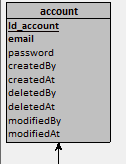 account
Id_account
email
password
createdBy
createdAt
deletedBy
deletedAt
modifiedBy
modifiedAt